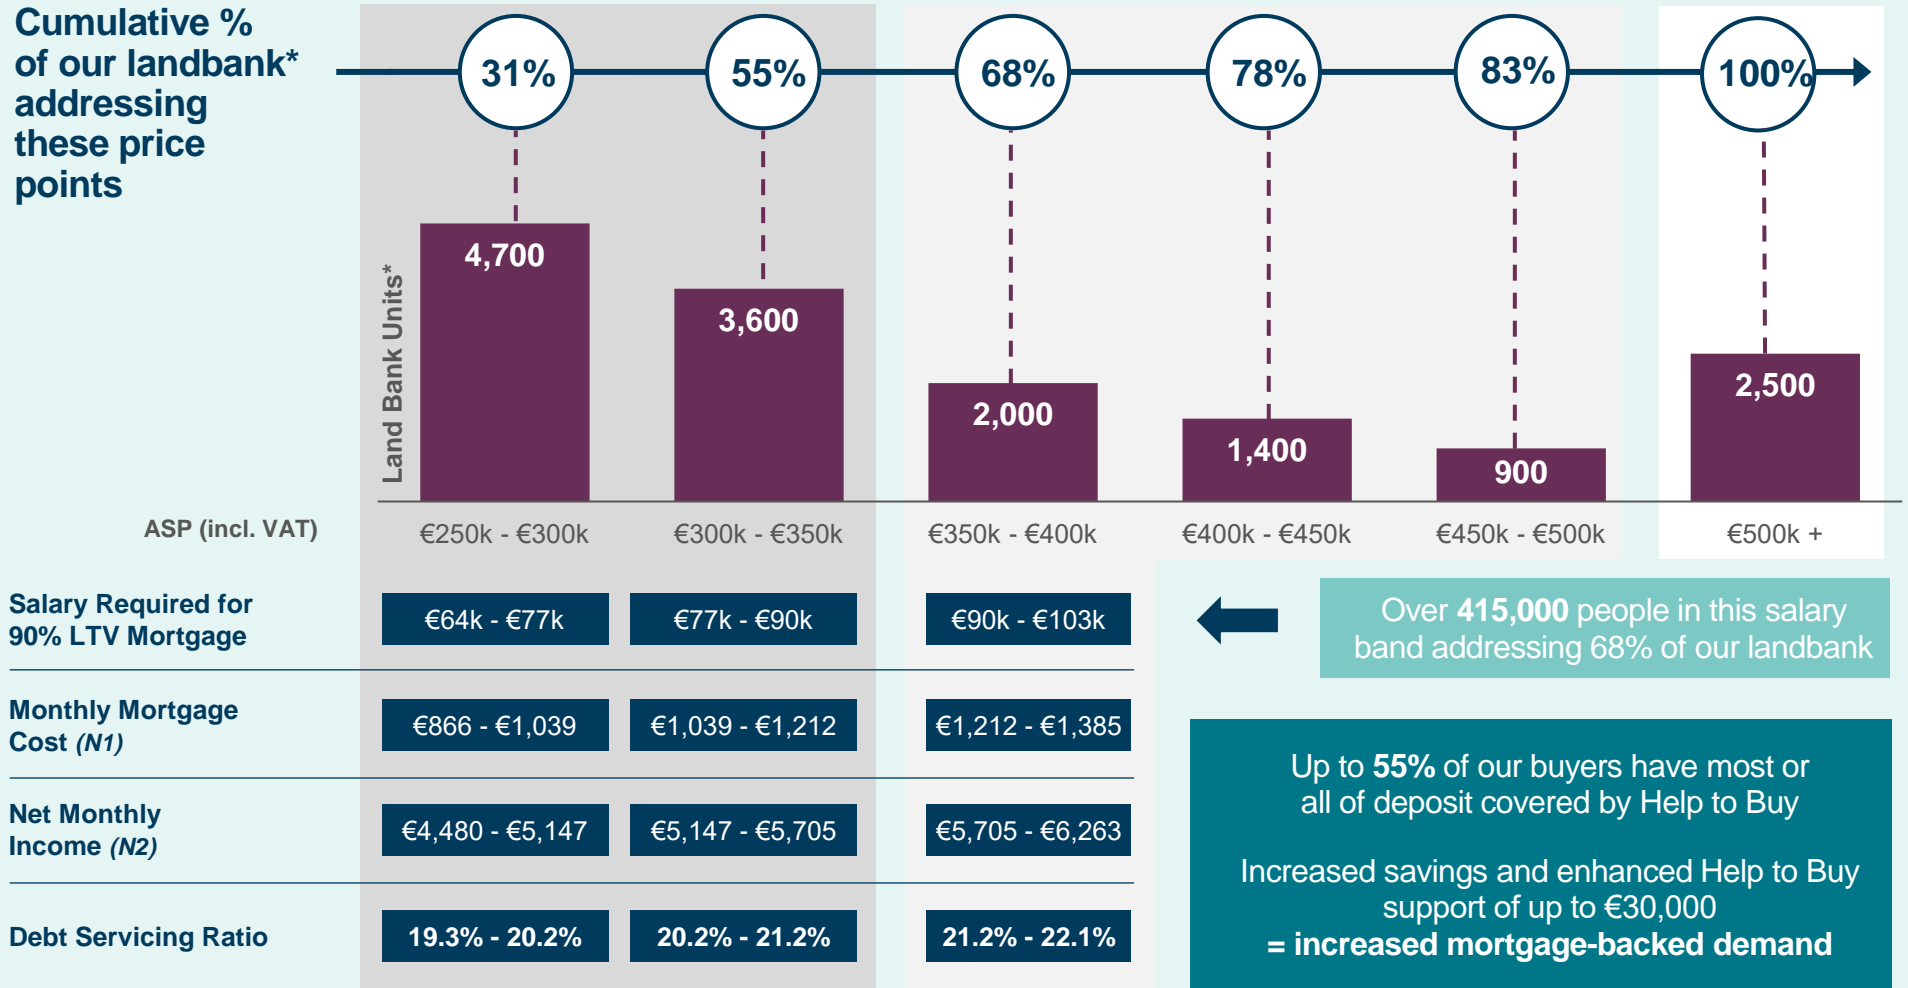 Cumulative %
of our landbank*
addressing
these price
points
31%
55%
68%
78%
83%
100%
Land Bank Units*
4,700
3,600
2,000
1,400
900
2,500
ASP (incl. VAT)
€250k - €300k
€300k - €350k
€350k - €400k
€400k - €450k
€450k - €500k
€500k +
Salary Required for
90% LTV Mortgage
€64k - €77k
€77k - €90k
€90k - €103k
Over 415,000 people in this salary
band addressing 68% of our landbank
Monthly Mortgage
Cost (N1)
€866 - €1,039
€1,039 - €1,212
€1,212 - €1,385
Net Monthly
Income (N2)
€4,480 - €5,147
€5,147 - €5,705
€5,705 - €6,263
Debt Servicing Ratio
19.3% - 20.2%
20.2% - 21.2%
21.2% - 22.1%
Up to 55% of our buyers have most or
all of deposit covered by Help to Buy
Increased savings and enhanced Help to Buy
support of up to €30,000
= increased mortgage-backed demand